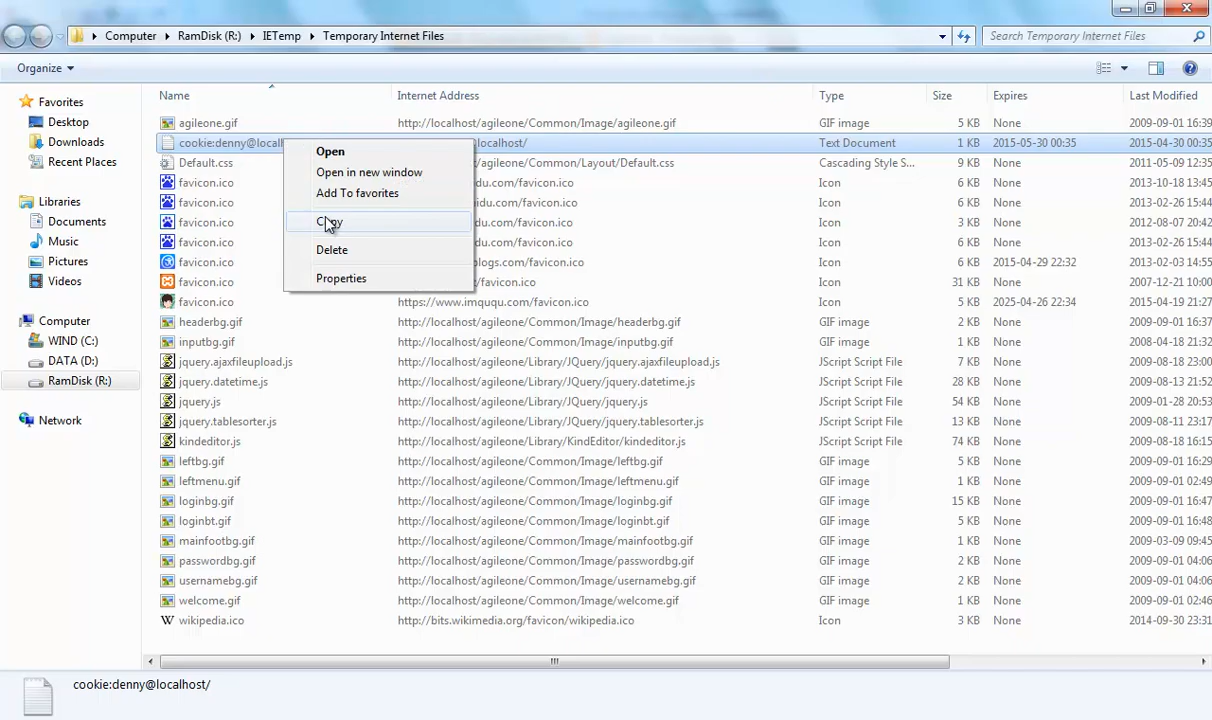 Computer RamDisk (R:) IETemp Temporary Internet Files Search Temporary Internet Files
Organize
Name Internet Address Type Size Expires Last Modified
Favorites
Desktop
Downloads
Recent Places
Libraries
Documents
Music
Pictures
Videos
Computer
WIND (C:)
DATA (D:)
RamDisk (R:)
Network
agileone.gif http://localhost/agileone/Common/Image/agileone.gif GIF image 5 KB None 2009-09-01 16:39
cookie:denny@local localhost/ Text Document 1 KB 2015-05-30 00:35 2015-04-30 00:35
Default.css /localhost/agileone/Common/Layout/Default.css Cascading Style S... 9 KB None 2011-05-09 12:35
favicon.ico du.com/favicon.ico Icon 6 KB None 2013-10-18 13:45
favicon.ico idu.com/favicon.ico Icon 6 KB None 2013-02-26 15:44
favicon.ico du.com/favicon.ico Icon 3 KB None 2012-08-07 20:42
favicon.ico du.com/favicon.ico Icon 6 KB None 2013-02-26 15:44
favicon.ico blogs.com/favicon.ico Icon 6 KB 2015-04-29 22:32 2013-02-03 14:55
favicon.ico /favicon.ico Icon 31 KB None 2007-12-21 10:00
favicon.ico https://www.imququ.com/favicon.ico Icon 5 KB 2025-04-26 22:34 2015-04-19 21:27
headerbg.gif http://localhost/agileone/Common/Image/headerbg.gif GIF image 2 KB None 2009-09-01 16:37
inputbg.gif http://localhost/agileone/Common/Image/inputbg.gif GIF image 1 KB None 2008-04-18 21:32
jquery.ajaxfileupload.js http://localhost/agileone/Library/JQuery/jquery.ajaxfileupload.js JScript Script File 7 KB None 2009-08-18 23:00
jquery.datetime.js http://localhost/agileone/Library/JQuery/jquery.datetime.js JScript Script File 28 KB None 2009-08-13 21:52
jquery.js http://localhost/agileone/Library/JQuery/jquery.js JScript Script File 54 KB None 2009-01-28 20:53
jquery.tablesorter.js http://localhost/agileone/Library/JQuery/jquery.tablesorter.js JScript Script File 13 KB None 2009-08-11 23:17
kindeditor.js http://localhost/agileone/Library/KindEditor/kindeditor.js JScript Script File 74 KB None 2009-08-18 16:15
leftbg.gif http://localhost/agileone/Common/Image/leftbg.gif GIF image 5 KB None 2009-09-01 16:29
leftmenu.gif http://localhost/agileone/Common/Image/leftmenu.gif GIF image 1 KB None 2009-09-01 02:49
loginbg.gif http://localhost/agileone/Common/Image/loginbg.gif GIF image 15 KB None 2009-09-01 16:47
loginbt.gif http://localhost/agileone/Common/Image/loginbt.gif GIF image 5 KB None 2009-09-01 16:48
mainfootbg.gif http://localhost/agileone/Common/Image/mainfootbg.gif GIF image 1 KB None 2009-03-09 09:45
passwordbg.gif http://localhost/agileone/Common/Image/passwordbg.gif GIF image 2 KB None 2009-09-01 04:06
usernamebg.gif http://localhost/agileone/Common/Image/usernamebg.gif GIF image 2 KB None 2009-09-01 04:06
welcome.gif http://localhost/agileone/Common/Image/welcome.gif GIF image 1 KB None 2009-09-01 02:46
wikipedia.ico http://bits.wikimedia.org/favicon/wikipedia.ico Icon 3 KB None 2014-09-30 23:31
Open
Open in new window
Add To favorites
Copy
Delete
Properties
cookie:denny@localhost/